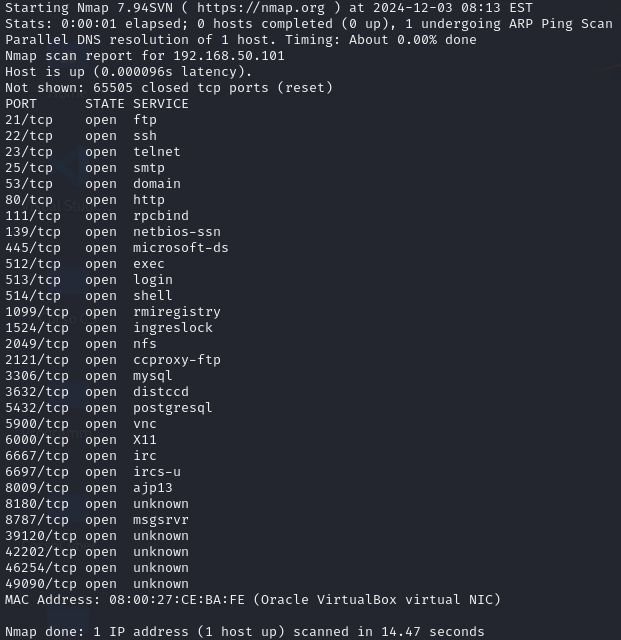 Starting Nmap 7.94SVN ( https://nmap.org ) at 2024-12-03 08:13 EST
Stats: 0:00:01 elapsed; 0 hosts completed (0 up), 1 undergoing ARP Ping Scan
Parallel DNS resolution of 1 host. Timing: About 0.00% done
Nmap scan report for 192.168.50.101
Host is up (0.000096s latency).
Not shown: 65505 closed tcp ports (reset)
PORT      STATE SERVICE
21/tcp    open  ftp
22/tcp    open  ssh
23/tcp    open  telnet
25/tcp    open  smtp
53/tcp    open  domain
80/tcp    open  http
111/tcp   open  rpcbind
139/tcp   open  netbios-ssn
445/tcp   open  microsoft-ds
512/tcp   open  exec
513/tcp   open  login
514/tcp   open  shell
1099/tcp  open  rmiregistry
1524/tcp  open  ingreslock
2049/tcp  open  nfs
2121/tcp  open  ccproxy-ftp
3306/tcp  open  mysql
3632/tcp  open  distccd
5432/tcp  open  postgresql
5900/tcp  open  vnc
6000/tcp  open  X11
6667/tcp  open  irc
6697/tcp  open  ircs-u
8009/tcp  open  ajp13
8180/tcp  open  unknown
8787/tcp  open  msgsrvr
39120/tcp open  unknown
42202/tcp open  unknown
46254/tcp open  unknown
49090/tcp open  unknown
MAC Address: 08:00:27:CE:BA:FE (Oracle VirtualBox virtual NIC)
Nmap done: 1 IP address (1 host up) scanned in 14.47 seconds